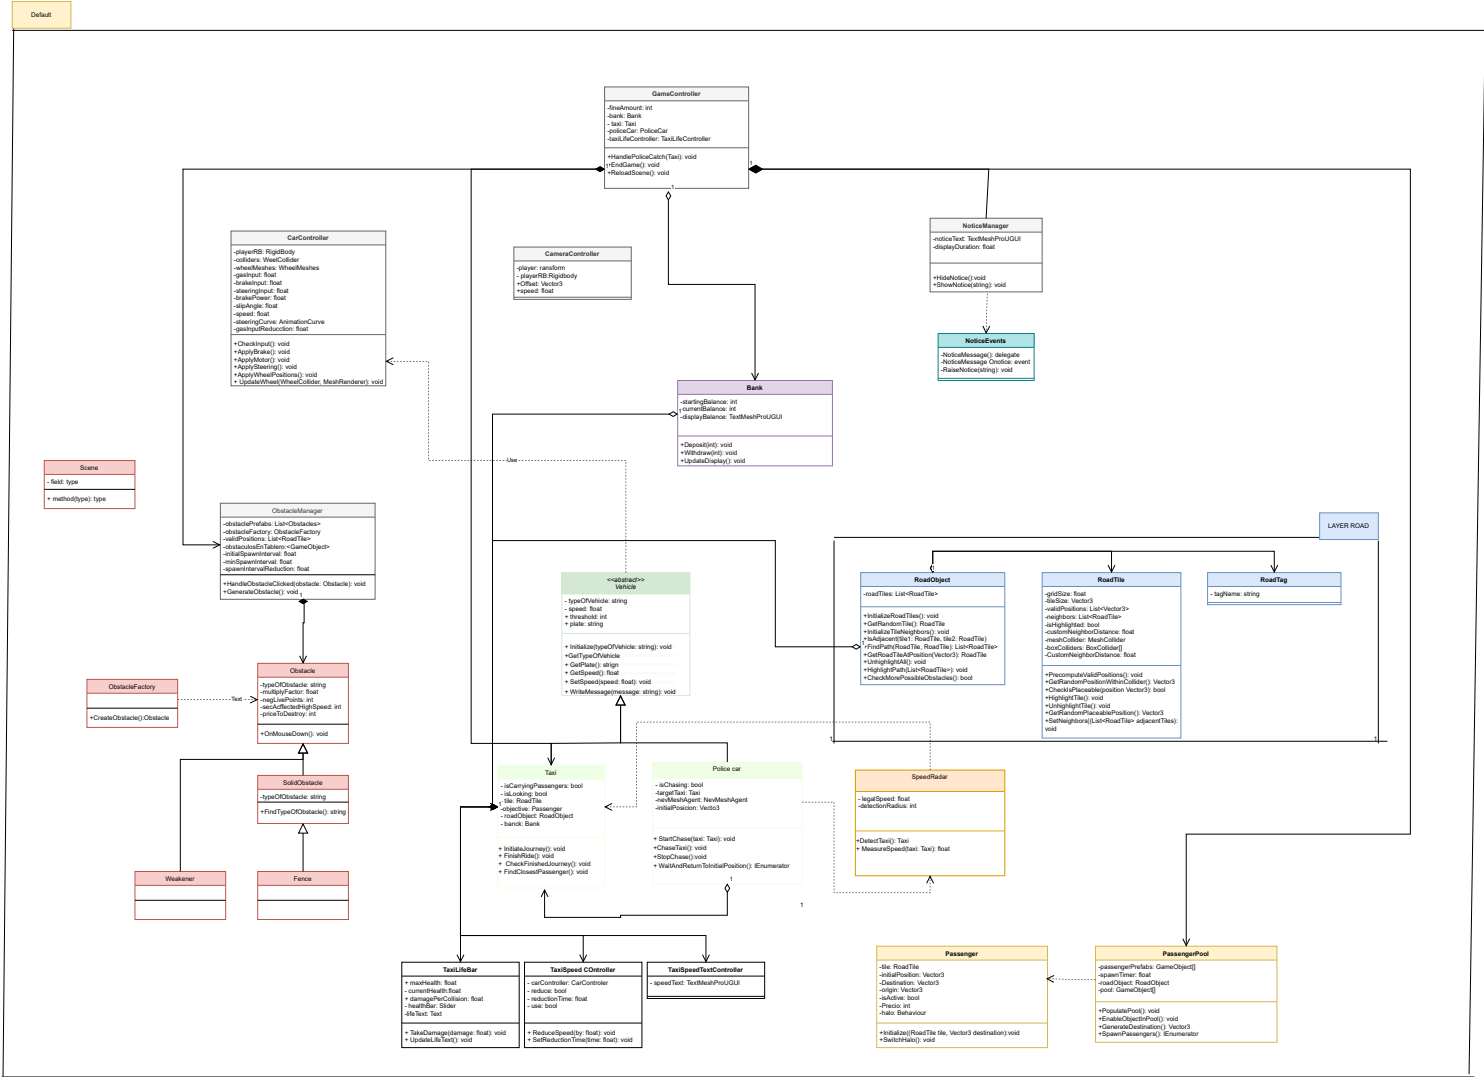 Default
GameController
-fineAmount: int
-bank: Bank
- taxi: Taxi
-policeCar: PoliceCar
-taxiLifeController: TaxiLifeController
+HandlePoliceCatch(Taxi): void
+EndGame(): void
+ReloadScene(): void
1
1
1
CarController
-playerRB: RigidBody
-colliders: WeelCollider
-wheelMeshes: WheelMeshes
-gasInput: float
-brakeInput: float
-steeringInput: float
-brakePower: float
-slipAngle: float
-speed: float
-steeringCurve: AnimationCurve
-gasInputReducction: float
+CheckInput(): void
+ApplyBrake(): void
+ApplyMotor(): void
+ApplySteering(): void
+ApplyWheelPositions(): void
+ UpdateWheel(WheelCollider, MeshRenderer): void
CameraController
-player: ransform
- playerRB:Rigidbody
+Offset: Vector3
+speed: float
NoticeManager
-noticeText: TextMeshProUGUI
-displayDuration: float
+HideNotice():void
+ShowNotice(string): void
NoticeEvents
-NoticeMessage(): delegate
-NoticeMessage Onotice: event
-RaiseNotice(string): void
Bank
-startingBalance: int
-currentBalance: int
-displayBalance: TextMeshProUGUI
1
+Deposit(int): void
+Withdraw(int): void
+UpdateDisplay(): void
Use
Scene
- field: type
+ method(type): type
ObstacleManager
-obstaclePrefabs: List<Obstacles>
-obstacleFactory: ObstacleFactory
-validPositions: List<RoadTile>
-obstaculosEnTablero:<GameObject>
-initialSpawnInterval: float
-minSpawnInterval: float
-spawnIntervalReduction: float
+HandleObstacleClicked(obstacle: Obstacle): void
+GenerateObstacle(): void
1
LAYER ROAD
<<abstract>>
Vehicle
- typeOfVehicle: string
- speed: float
+ threshold: int
+ plate: string
+ Initialize(typeOfVehicle: string): void
+GetTypeOfVehicle
+ GetPlate(): strign
+ GetSpeed(): float
+ SetSpeed(speed: float): void
+ WriteMessage(message: string): void
RoadObject
-roadTiles: List<RoadTile>
+InitializeRoadTiles(): void
+GetRandomTile(): RoadTile
+InitializeTileNeighbors(): void
+IsAdjacent(tile1: RoadTile, tile2: RoadTile)
+FindPath(RoadTile, RoadTile): List<RoadTile>
+GetRoadTileAtPosition(Vector3): RoadTile
+UnhighlightAll(): void
+HighlightPath(List<RoadTile>): void
+CheckMorePossibleObstacles(): bool
1
1
RoadTile
-gridSize: float
-tileSize: Vector3
-validPositions: List<Vector3>
-neighbors: List<RoadTile>
-isHighlighted: bool
-customNeighborDistance: float
-meshCollider: MeshCollider
-boxColliders: BoxCollider[]
-CustomNeighborDistance: float
+PrecomputeValidPositions(): void
+GetRandomPositionWithinCollider(): Vector3
+CheckIsPlaceable(position Vector3): bool
+HighlightTile(): void
+UnhighlightTile(): void
+GetRandomPlaceablePosition(): Vector3
+SetNeighbors((List<RoadTile> adjacentTiles):
void
RoadTag
- tagName: string
1
1
ObstacleFactory
+CreateObstacle():Obstacle
Text
Obstacle
-typeOfObstacle: string
-multiplyFactor: float
-negLivePoints: int
-secAcffectedHighSpeed: int
-priceToDestroy: int
+OnMouseDown(): void
SolidObstacle
-typeOfObstacle: string
+FindTypeOfObstacle(): string
Weakener
Fence
Taxi
- isCarryingPassengers: bool
- isLooking: bool
- tile: RoadTile
-objective: Passenger
- roadObject: RoadObject
- banck: Bank
1
+ InitiateJourney(): void
+ FinishRide(): void
+ CheckFinishedJourney(): void
+ FindClosestPassenger(): void
Police car
- isChasing: bool
-targetTaxi: Taxi
-nevMeshAgent: NevMeshAgent
-initialPosicion: Vecto3
+ StartChase(taxi: Taxi): void
+ChaseTaxi(): void
+StopChase():void
+ WaitAndReturnToInitialPosition(): IEnumerator
1
1
SpeedRadar
- legalSpeed: float
-detectionRadius: int
+DetectTaxi(): Taxi
+ MeasureSpeed(taxi: Taxi): float
TaxiLifeBar
+ maxHealth: float
- currentHealth:float
+ damagePerCollision: float
- healthBar: Slider
-lifeText: Text
+ TakeDamage(damage: float): void
+ UpdateLifeText(): void
TaxiSpeed COntroller
- carController: CarControler
- reduce: bool
- reductionTime: float
- use: bool
+ ReduceSpeed(by: float): void
+ SetReductionTime(time: float): void
TaxiSpeedTextController
- speedText: TextMeshProUGUI
Passenger
-tile: RoadTile
-initialPosition: Vector3
-Destination: Vector3
-origin: Vector3
-isActive: bool
-Precio: int
-halo: Behaviour
+Initialize((RoadTile tile, Vector3 destination):void
+SwitchHalo(): void
PassengerPool
-passengerPrefabs: GameObject[]
-spawnTimer: float
-roadObject: RoadObject
-pool: GameObject[]
+PopulatePool(): void
+EnableObjectInPool(): void
+GenerateDestination(): Vector3
+SpawnPassengers(): IEnumerator